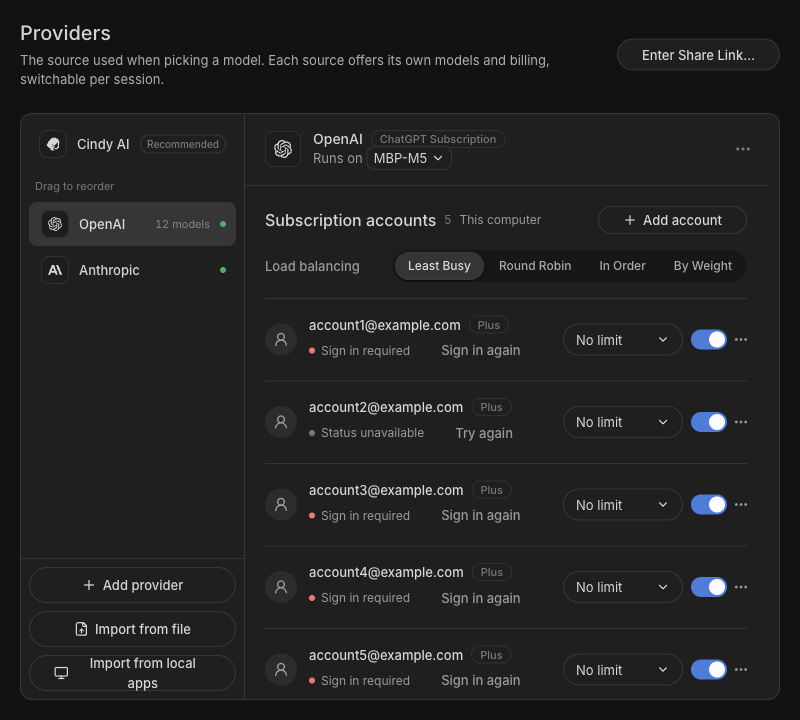 Providers
The source used when picking a model. Each source offers its own models and billing,
switchable per session.
Enter Share Link...
Cindy AI Recommended
Drag to reorder
OpenAI 12 models
Anthropic
Add provider
Import from file
Import from local
apps
OpenAI ChatGPT Subscription
Runs on MBP-M5
Subscription accounts 5 This computer
Add account
Load balancing Least Busy Round Robin In Order By Weight
account1@example.com Plus
Sign in required Sign in again
No limit
account2@example.com Plus
Status unavailable Try again
No limit
account3@example.com Plus
Sign in required Sign in again
No limit
account4@example.com Plus
Sign in required Sign in again
No limit
account5@example.com Plus
Sign in required Sign in again
No limit